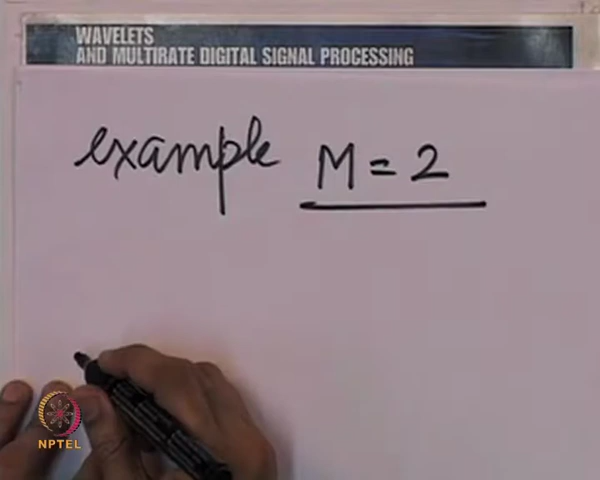 WAVELETS
AND MULTIRATE DIGITAL SIGNAL PROCESSING
example M = 2
NPTEL